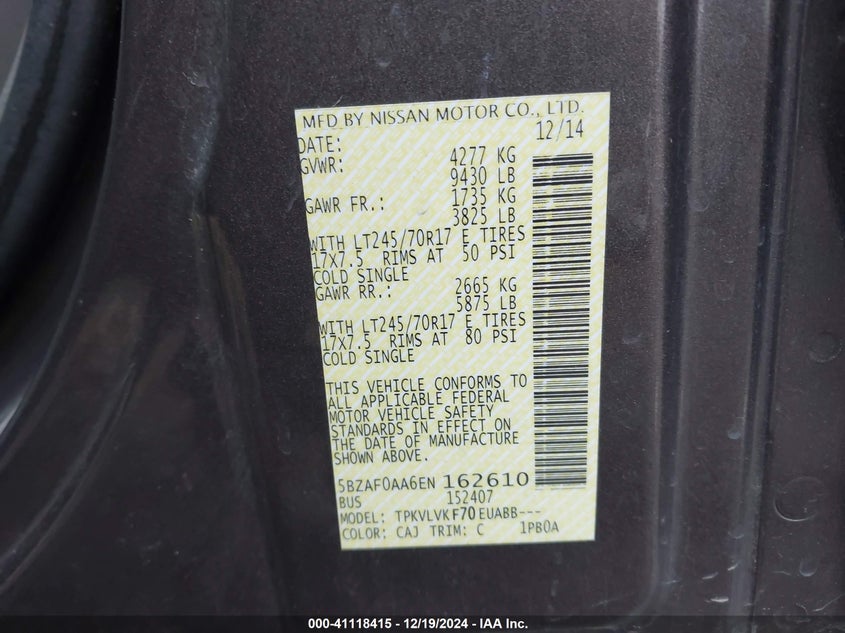 MFD BY NISSAN MOTOR CO., LTD.
DATE: 12/14
GVWR: 4277 KG
9430 LB
GAWR FR.: 1735 KG
3825 LB
WITH LT245/70R17 E TIRES
17X7.5 RIMS AT 50 PSI
COLD SINGLE
GAWR RR.: 2665 KG
5875 LB
WITH LT245/70R17 E TIRES
17X7.5 RIMS AT 80 PSI
COLD SINGLE
THIS VEHICLE CONFORMS TO
ALL APPLICABLE FEDERAL
MOTOR VEHICLE SAFETY
STANDARDS IN EFFECT ON
THE DATE OF MANUFACTURE
SHOWN ABOVE.
5BZAF0AA6EN 162610
BUS 152407
MODEL: TPKVLVKF70EUABB---
COLOR: CAJ TRIM: C 1PB0A
000-41118415 - 12/19/2024 - IAA Inc.